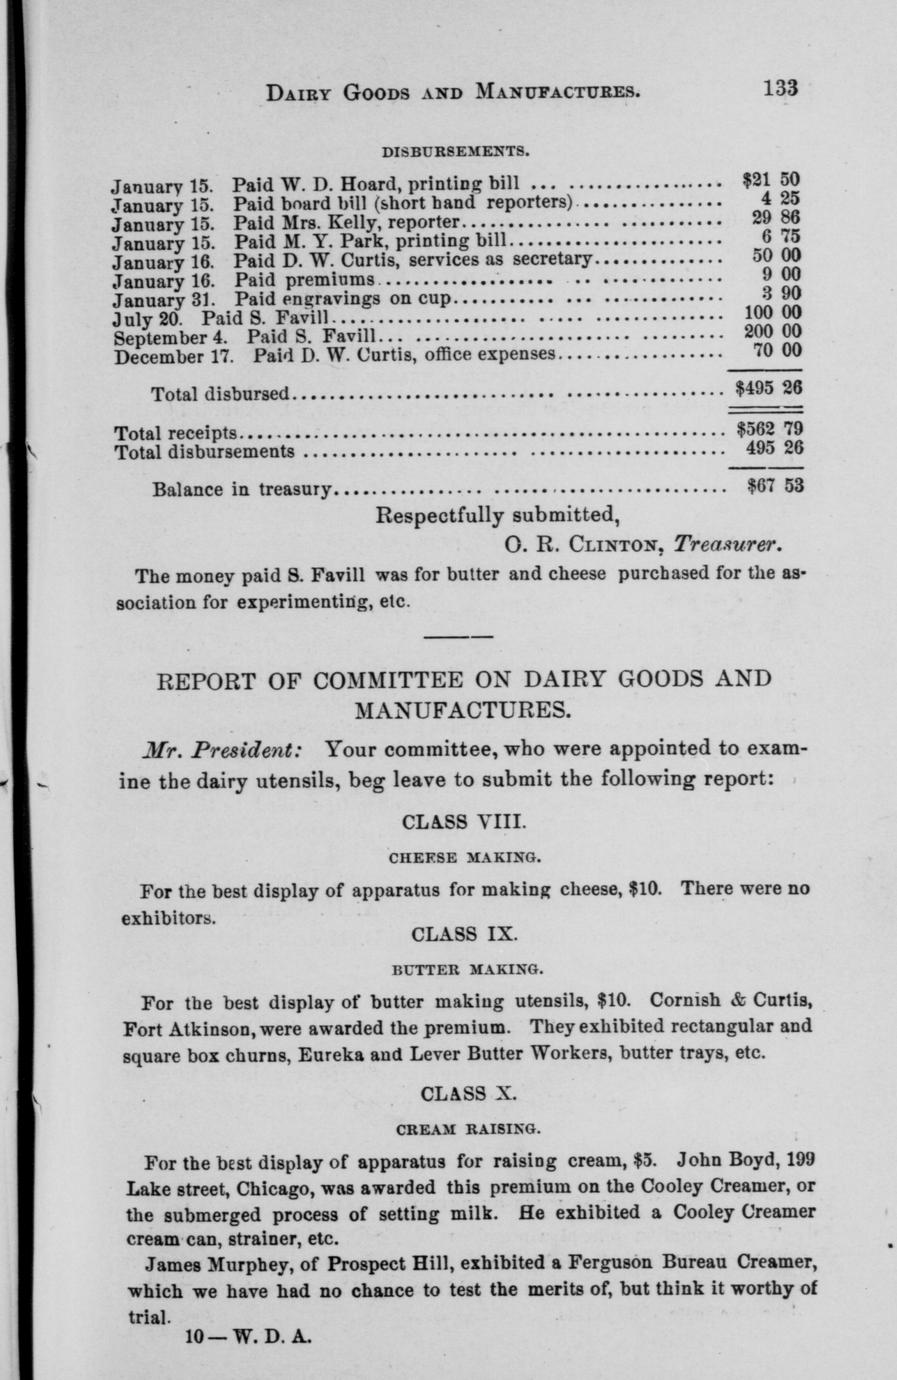 DAIRY GOODS AND MANUFACTURES. 133
DISBURSEMENTS.
January 15. Paid W. D. Hoard, printing bill ... .................. $21 50
January 15. Paid board bill (short hand reporters) ............... 4 25
January 15. Paid Mrs. Kelly, reporter............................ 29 86
January 15. Paid M. Y. Park, printing bill....................... 6 75
January 16. Paid D. W. Curtis, services as secretary.............. 50 00
January 16. Paid premiums....................................... 9 00
January 31. Paid engravings on cup.............................. 3 90
July 20. Paid S. Favill.......................................... 100 00
September 4. Paid S. Favill...................................... 200 00
December 17. Paid D. W. Curtis, office expenses.................. 70 00
Total disbursed.............................................. $495 26
Total receipts.................................................... $562 79
Total disbursements ............................................ 495 26
Balance in treasury.......................................... $67 53
Respectfully submitted,
O. R. CLINTON, Treasurer.
The money paid S. Favill was for butter and cheese purchased for the as-
sociation for experimenting, etc.
REPORT OF COMMITTEE ON DAIRY GOODS AND
MANUFACTURES.
Mr. President: Your committee, who were appointed to exam-
ine the dairy utensils, beg leave to submit the following report:
CLASS VIII.
CHEESE MAKING.
For the best display of apparatus for making cheese, $10. There were no
exhibitors.
CLASS IX.
BUTTER MAKING.
For the best display of butter making utensils, $10. Cornish & Curtis,
Fort Atkinson, were awarded the premium. They exhibited rectangular and
square box churns, Eureka and Lever Butter Workers, butter trays, etc.
CLASS X.
CREAM RAISING.
For the best display of apparatus for raising cream, $5. John Boyd, 199
Lake street, Chicago, was awarded this premium on the Cooley Creamer, or
the submerged process of setting milk. He exhibited a Cooley Creamer
cream can, strainer, etc.
James Murphey, of Prospect Hill, exhibited a Ferguson Bureau Creamer,
which we have had no chance to test the merits of, but think it worthy of
trial.
10—W. D. A.